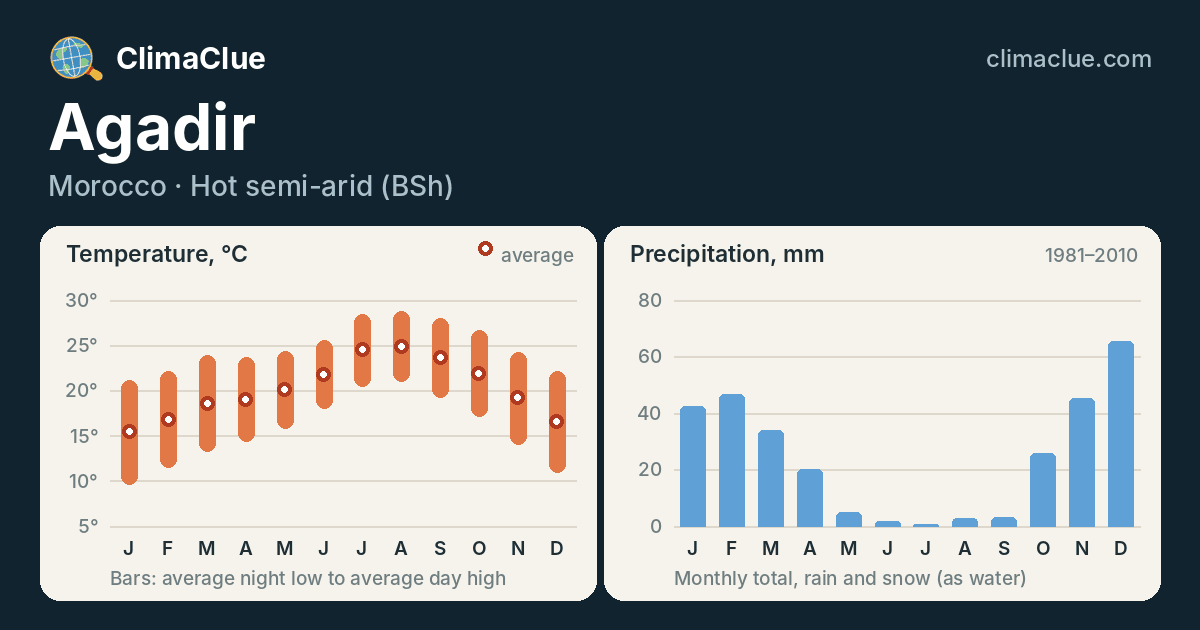 ClimaClue
climaclue.com
Agadir
Morocco · Hot semi-arid (BSh)
Temperature, °C
average
30°
25°
20°
15°
10°
5°
J F M A M J J A S O N D
Bars: average night low to average day high
Precipitation, mm
1981–2010
80
60
40
20
0
J F M A M J J A S O N D
Monthly total, rain and snow (as water)